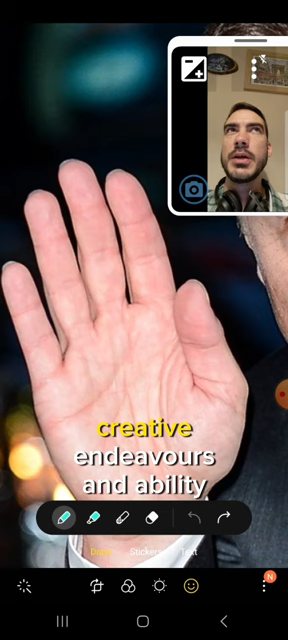 creative
endeavours
and ability
Draw
Stickers
Text
N